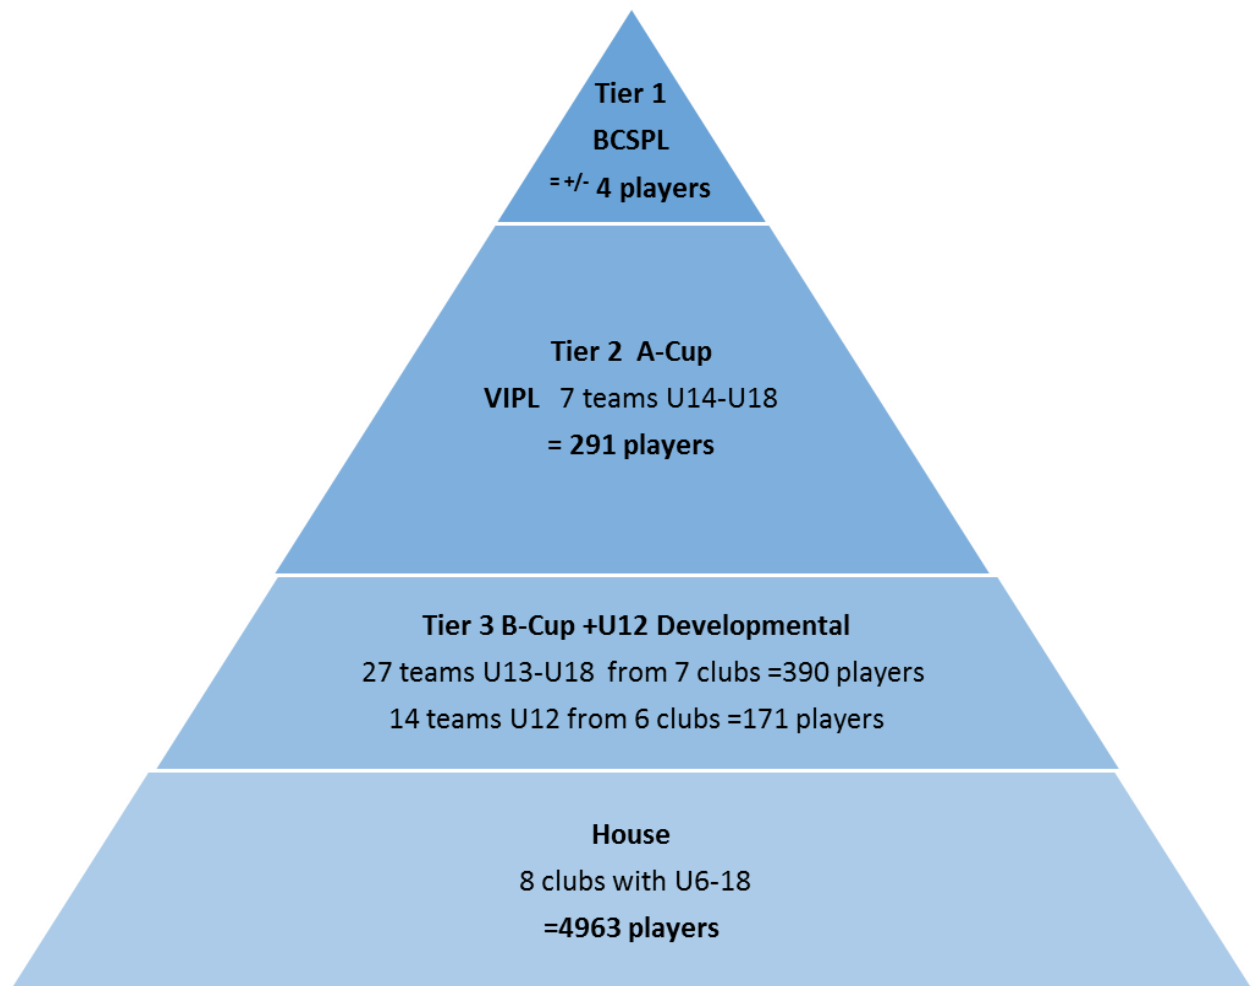 Tier 1
BCSPL
= +/- 4 players
Tier 2 A-Cup
VIPL 7 teams U14-U18
= 291 players
Tier 3 B-Cup +U12 Developmental
27 teams U13-U18 from 7 clubs =390 players
14 teams U12 from 6 clubs =171 players
House
8 clubs with U6-18
=4963 players